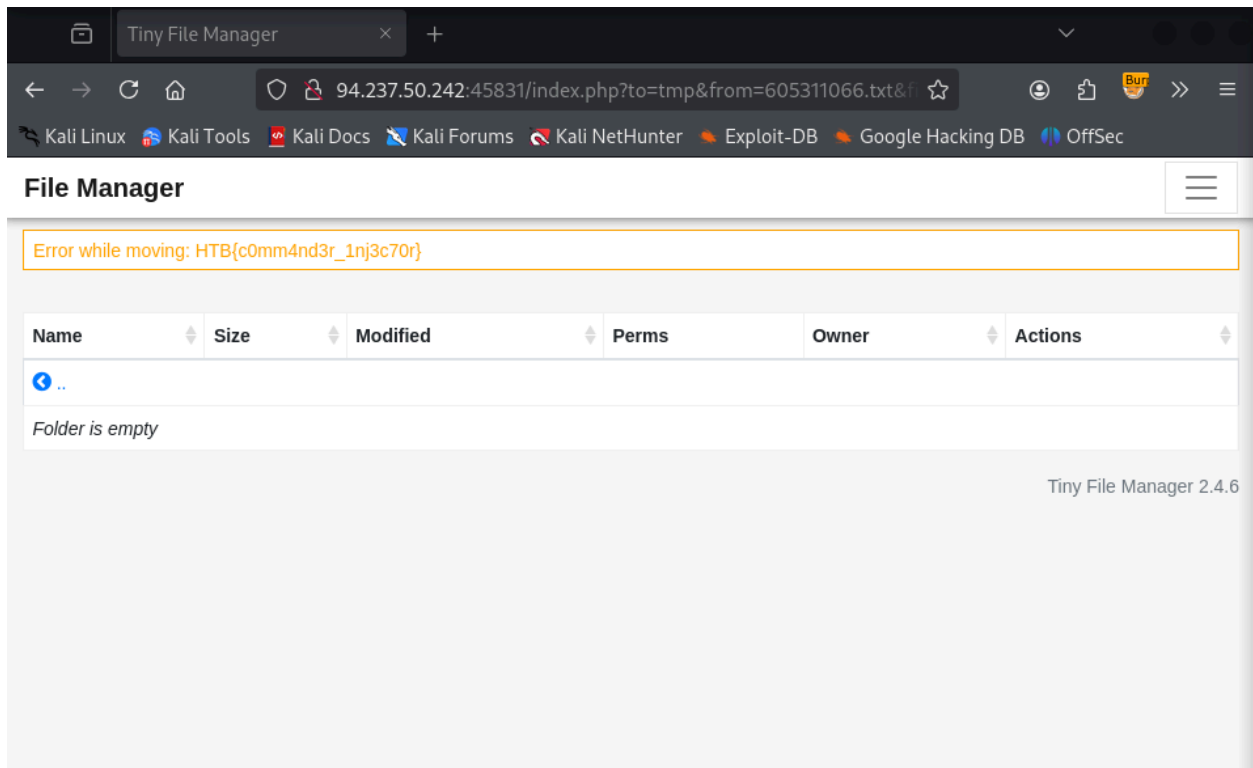 Tiny File Manager
94.237.50.242:45831/index.php?to=tmp&from=605311066.txt&f
Kali Linux Kali Tools Kali Docs Kali Forums Kali NetHunter Exploit-DB Google Hacking DB OffSec
File Manager
Error while moving: HTB{c0mm4nd3r_1nj3c70r}
Name Size Modified Perms Owner Actions
..
Folder is empty
Tiny File Manager 2.4.6